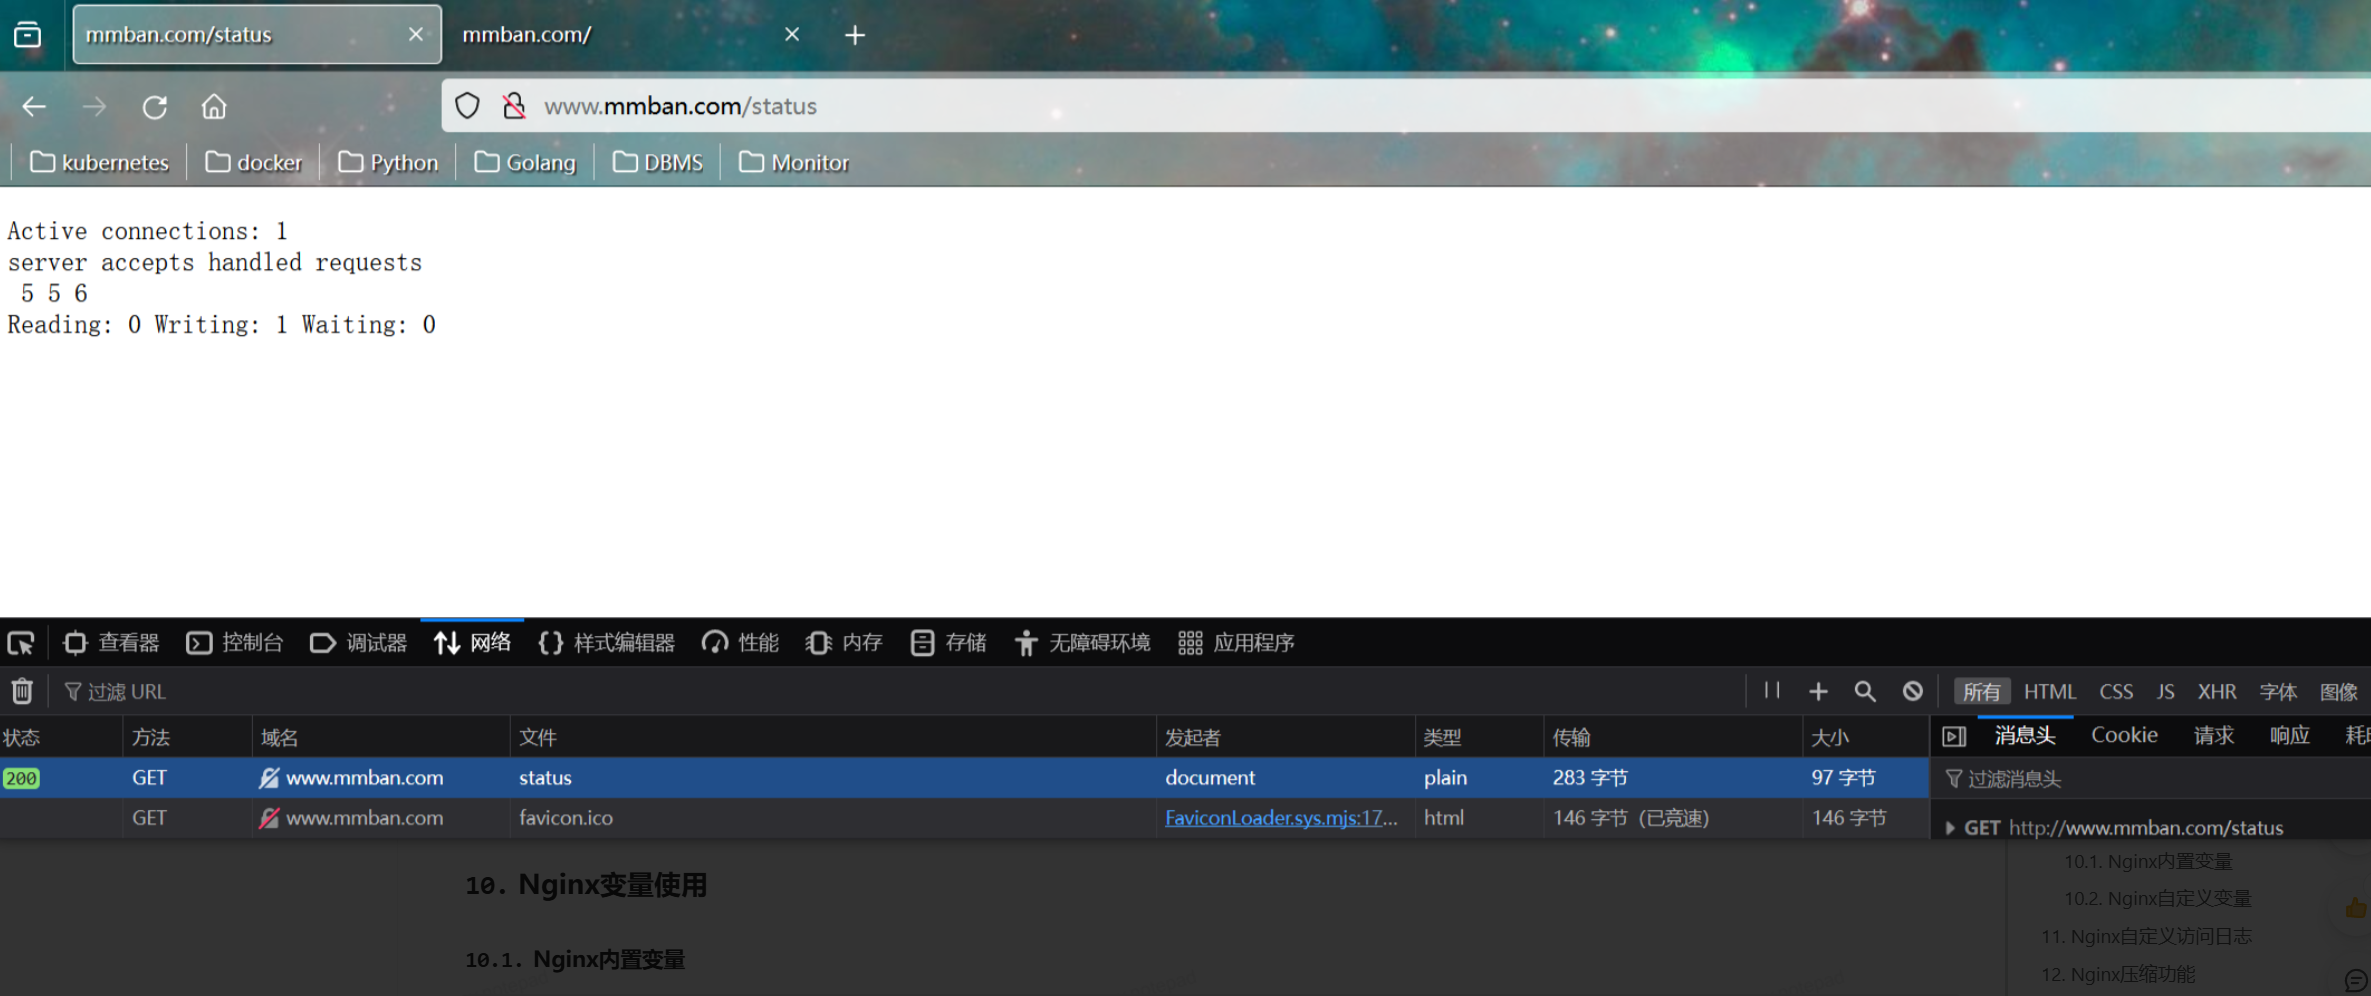 mmban.com/status
mmban.com/
www.mmban.com/status
kubernetes docker Python Golang DBMS Monitor
Active connections: 1
server accepts handled requests
5 5 6
Reading: 0 Writing: 1 Waiting: 0
查看器 控制台 调试器 网络 样式编辑器 性能 内存 存储 无障碍环境 应用程序
过滤 URL 所有 HTML CSS JS XHR 字体 图像
状态 方法 域名 文件 发起者 类型 传输 大小 消息头 Cookie 请求 响应
200 GET www.mmban.com status document plain 283 字节 97 字节
过滤消息头
GET www.mmban.com favicon.ico FaviconLoader.sys.mjs:17... html 146 字节 (已竞速) 146 字节
GET http://www.mmban.com/status
10. Nginx变量使用
10.1. Nginx内置变量
10.1. Nginx内置变量
10.2. Nginx自定义变量
11. Nginx自定义访问日志
12. Nginx压缩功能